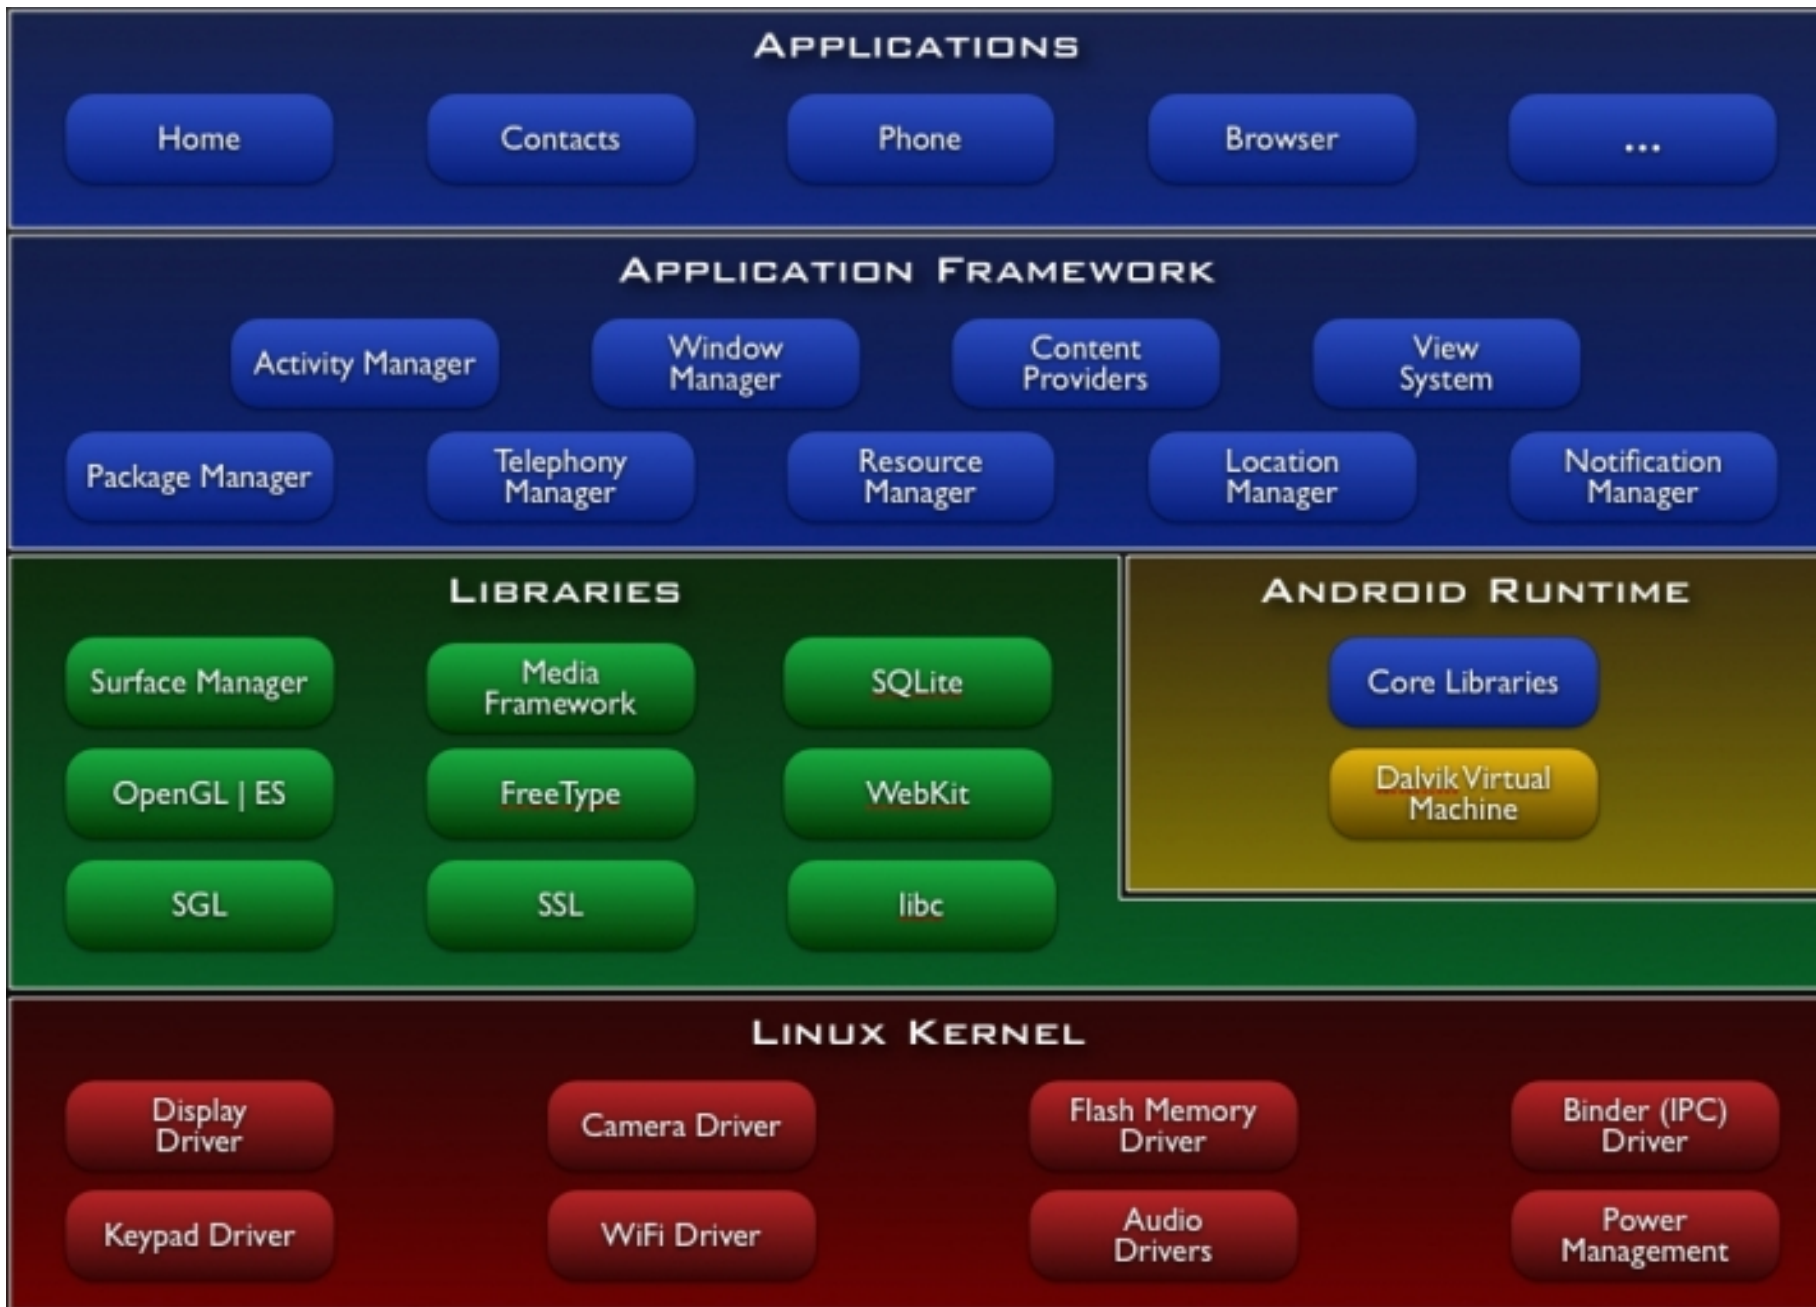 APPLICATIONS
Home
Contacts
Phone
Browser
...
APPLICATION FRAMEWORK
Activity Manager
Window
Manager
Content
Providers
View
System
Package Manager
Telephony
Manager
Resource
Manager
Location
Manager
Notification
Manager
LIBRARIES
Surface Manager
Media
Framework
SQLite
OpenGL | ES
FreeType
WebKit
SGL
SSL
libc
ANDROID RUNTIME
Core Libraries
Dalvik Virtual
Machine
LINUX KERNEL
Display
Driver
Camera Driver
Flash Memory
Driver
Binder (IPC)
Driver
Keypad Driver
WiFi Driver
Audio
Drivers
Power
Management